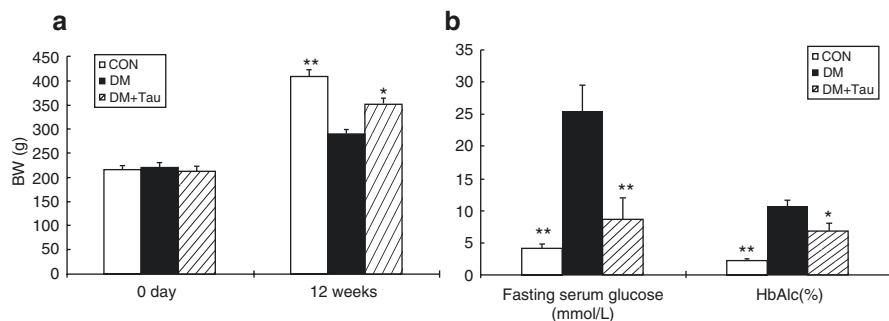 a
BW (g)
450
400
350
300
250
200
150
100
50
0
CON
DM
DM+Tau
**
*
0 day
12 weeks
b
35
30
25
20
15
10
5
0
CON
DM
DM+Tau
**
**
**
*
Fasting serum glucose
(mmol/L)
HbAlc(%)